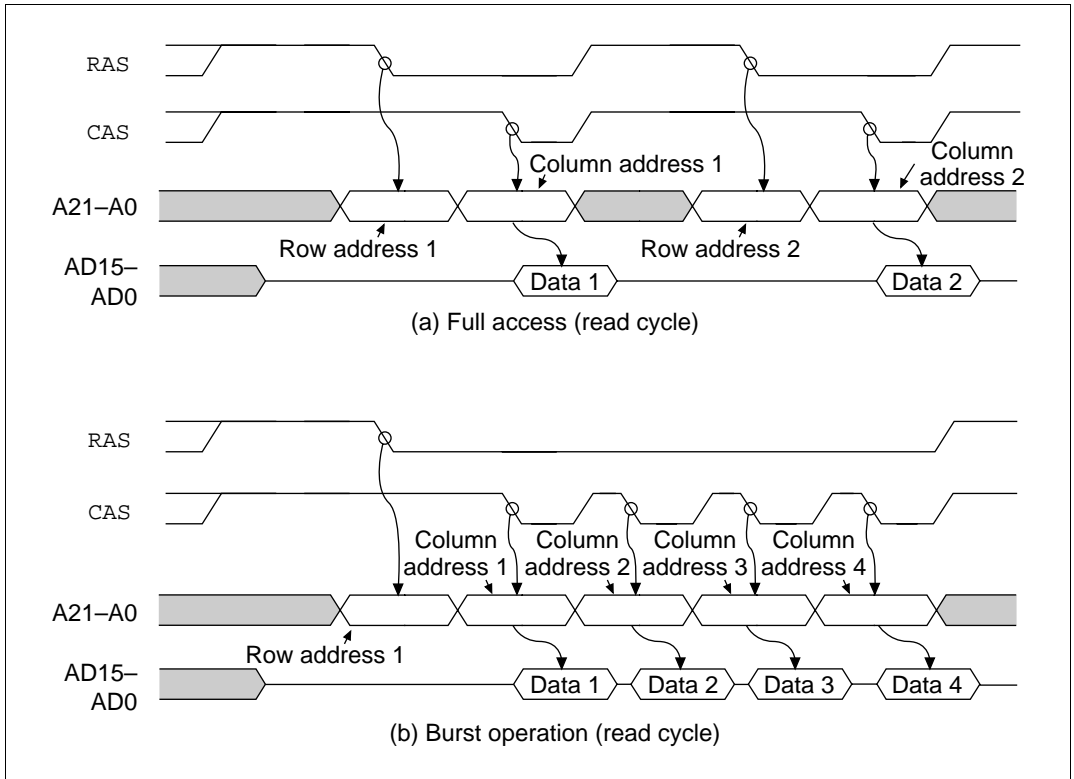 RAS
CAS
Column address 1
Column
address 2
A21–A0
Row address 1
Row address 2
AD15–
AD0
Data 1
Data 2
(a) Full access (read cycle)
RAS
CAS
Column
address 1
Column
address 2
Column
address 3
Column
address 4
A21–A0
Row address 1
AD15–
AD0
Data 1
Data 2
Data 3
Data 4
(b) Burst operation (read cycle)